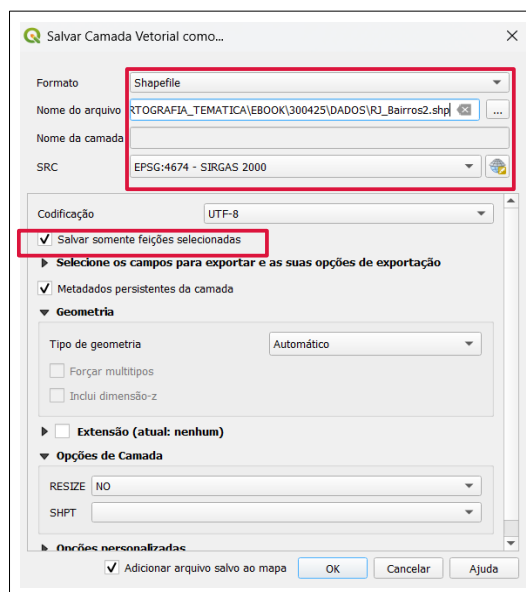 Salvar Camada Vetorial como...
Formato Shapefile
Nome do arquivo RTOGRAFIA_TEMATICA\EBOOK\300425\DADOS\RJ_Bairros2.shp ...
Nome da camada
SRC EPSG:4674 - SIRGAS 2000
Codificação UTF-8
Salvar somente feições selecionadas
Selecione os campos para exportar e as suas opções de exportação
Metadados persistentes da camada
Geometria
Tipo de geometria Automático
Forçar multitipos
Inclui dimensão-z
Extensão (atual: nenhum)
Opções de Camada
RESIZE NO
SHPT
Opções personalizadas
Adicionar arquivo salvo ao mapa OK Cancelar Ajuda